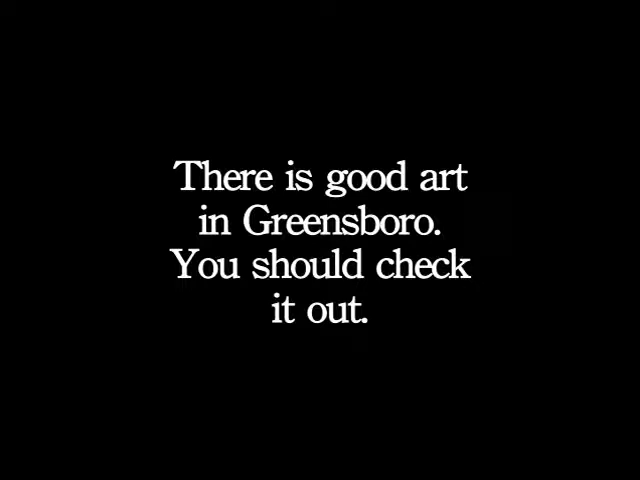 There is good art
in Greensboro.
You should check
it out.